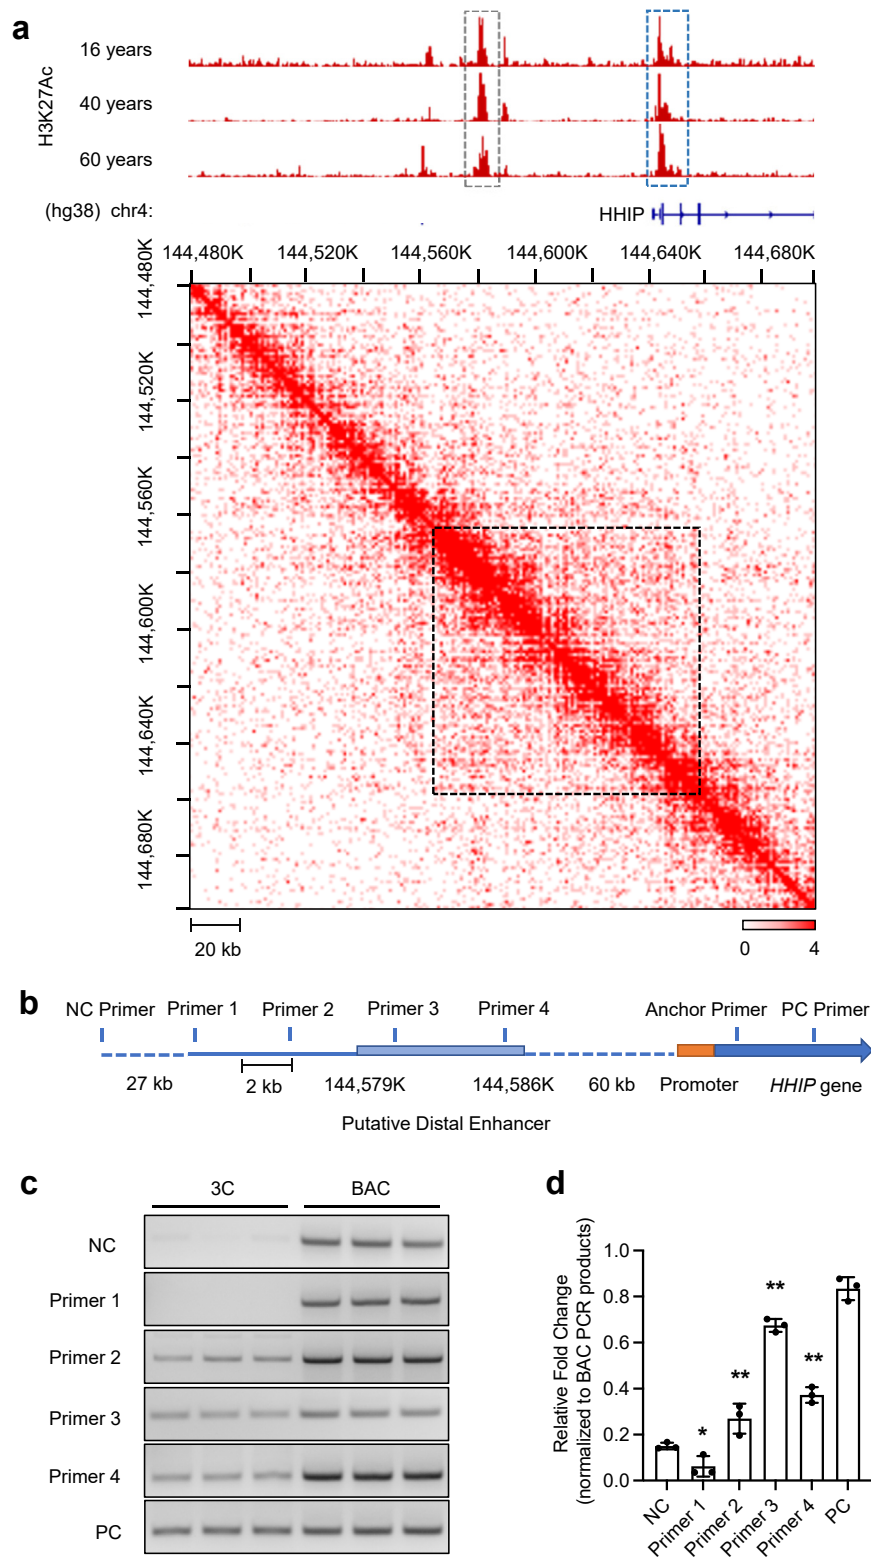 a
H3K27Ac
16 years
40 years
60 years
(hg38) chr4:
HHIP
144,480K 144,520K 144,560K 144,600K 144,640K 144,680K
144,480K
144,520K
144,560K
144,600K
144,640K
144,680K
20 kb
0 4
b
NC Primer Primer 1 Primer 2 Primer 3 Primer 4 Anchor Primer PC Primer
27 kb 2 kb 144,579K 144,586K 60 kb Promoter HHIP gene
Putative Distal Enhancer
c
3C BAC
NC
Primer 1
Primer 2
Primer 3
Primer 4
PC
d
Relative Fold Change
(normalized to BAC PCR products)
1.0
0.8
0.6
0.4
0.2
0.0
* ** ** **
NC Primer 1 Primer 2 Primer 3 Primer 4 PC